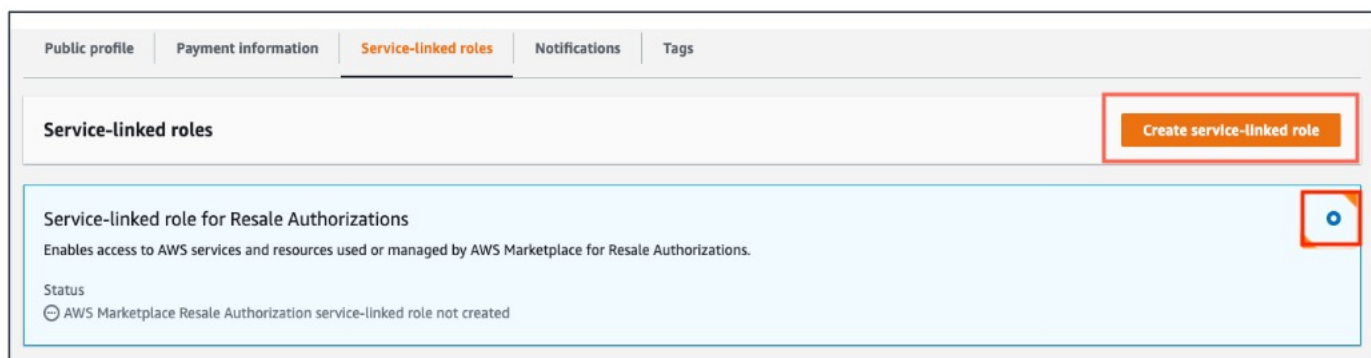 Public profile
Payment information
Service-linked roles
Notifications
Tags
Service-linked roles
Create service-linked role
Service-linked role for Resale Authorizations
Enables access to AWS services and resources used or managed by AWS Marketplace for Resale Authorizations.
Status
AWS Marketplace Resale Authorization service-linked role not created